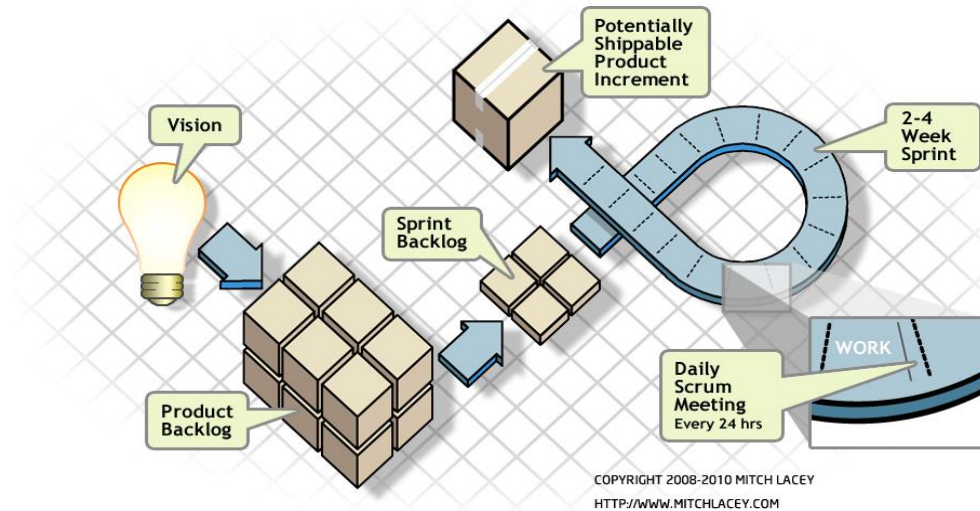 Vision
Potentially
Shippable
Product
Increment
2-4
Week
Sprint
Sprint
Backlog
Product
Backlog
WORK
Daily
Scrum
Meeting
Every 24 hrs
COPYRIGHT 2008-2010 MITCH LACEY
HTTP://WWW.MITCHLACEY.COM